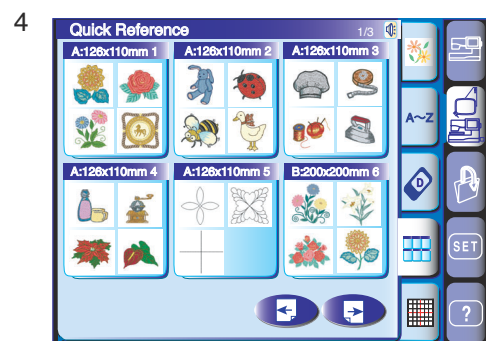 4
Quick Reference 1/3
A:126x110mm 1 A:126x110mm 2 A:126x110mm 3
A~Z
D
A:126x110mm 4 A:126x110mm 5 B:200x200mm 6
SET
?